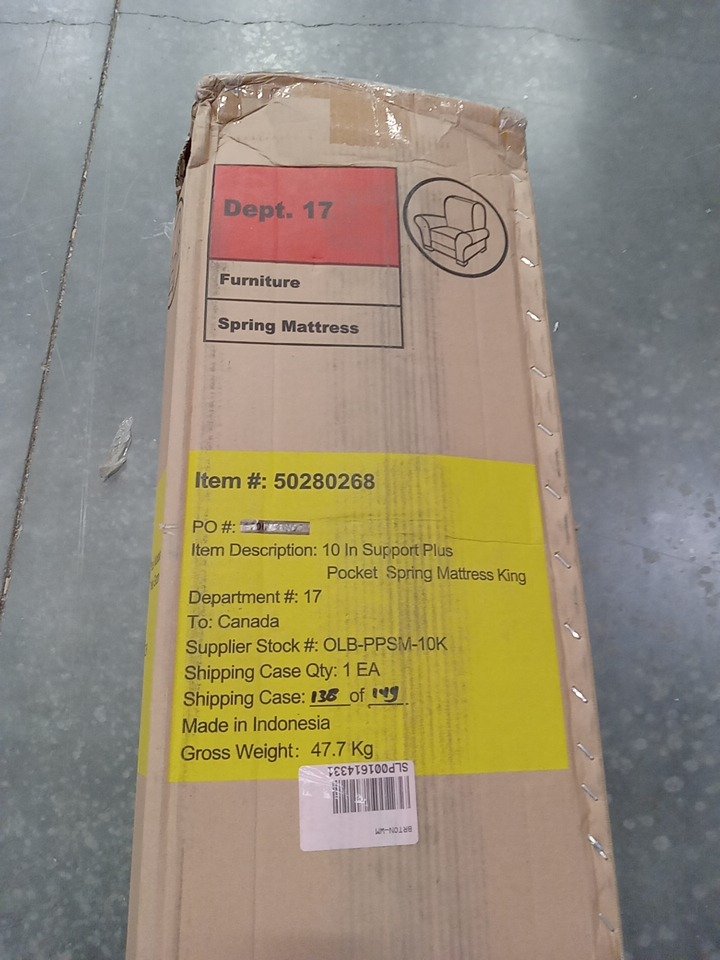 Dept. 17
Furniture
Spring Mattress
Item #: 50280268
PO #:
Item Description: 10 In Support Plus
Pocket Spring Mattress King
Department #: 17
To: Canada
Supplier Stock #: OLB-PPSM-10K
Shipping Case Qty: 1 EA
Shipping Case: 138 of 149
Made in Indonesia
Gross Weight: 47.7 Kg
SLP001614331
BRTON-WM